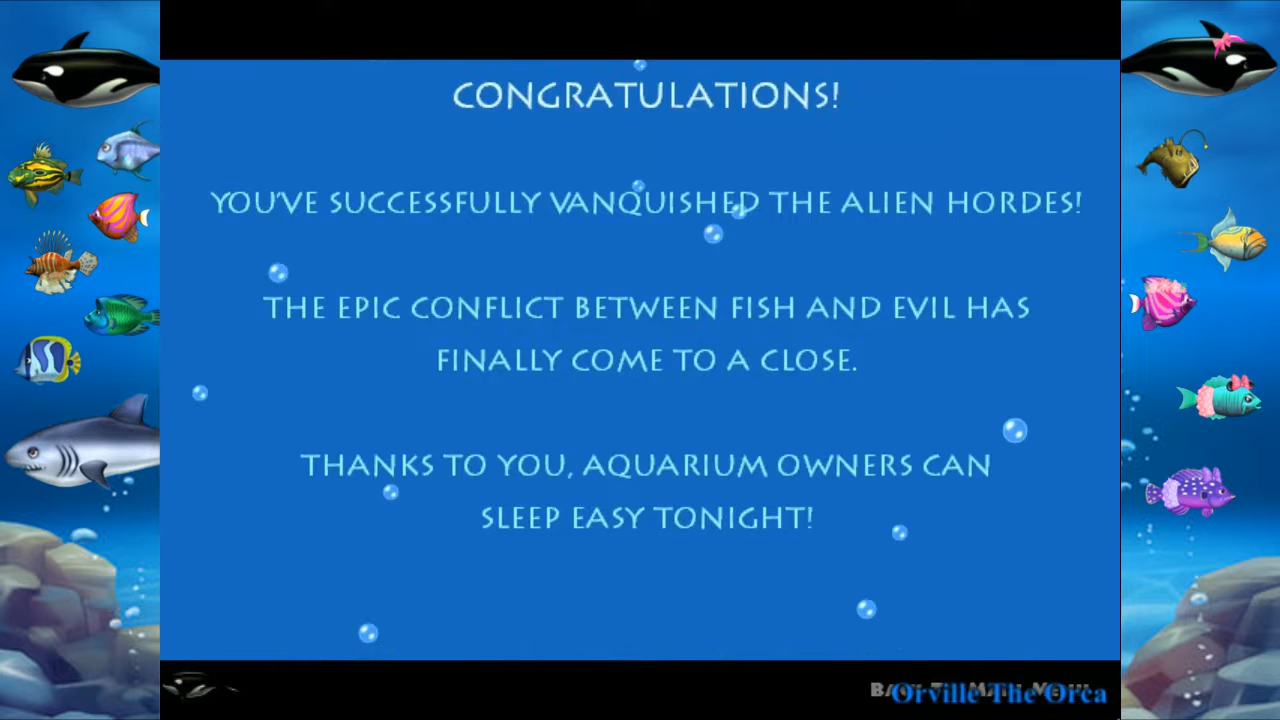 CONGRATULATIONS!
YOU'VE SUCCESSFULLY VANQUISHED THE ALIEN HORDES!
THE EPIC CONFLICT BETWEEN FISH AND EVIL HAS
FINALLY COME TO A CLOSE.
THANKS TO YOU, AQUARIUM OWNERS CAN
SLEEP EASY TONIGHT!
Orville The Orca